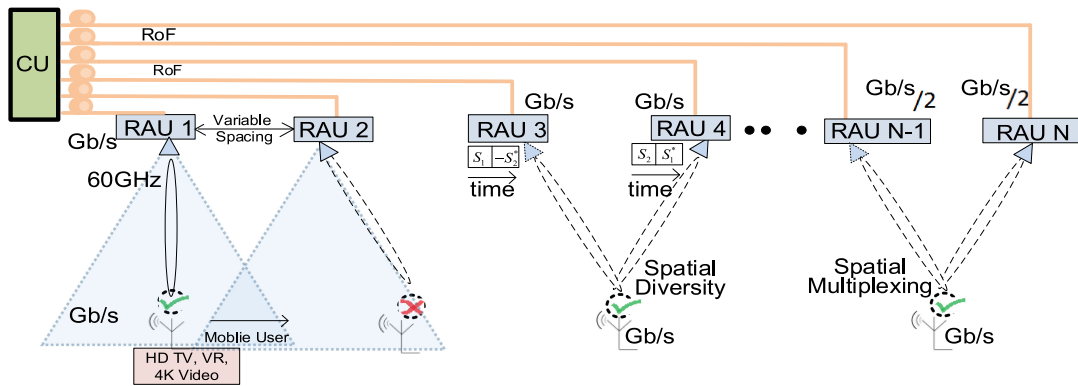 CU
RoF
RoF
Gb/s
RAU 1
Variable
Spacing
RAU 2
Gb/s
RAU 3
Gb/s
RAU 4
Gb/s/2
RAU N-1
Gb/s/2
RAU N
S₁ -S₂*
time
S₂ S₁*
time
60GHz
Gb/s
Moblie User
HD TV, VR,
4K Video
Spatial
Diversity
Gb/s
Spatial
Multiplexing
Gb/s